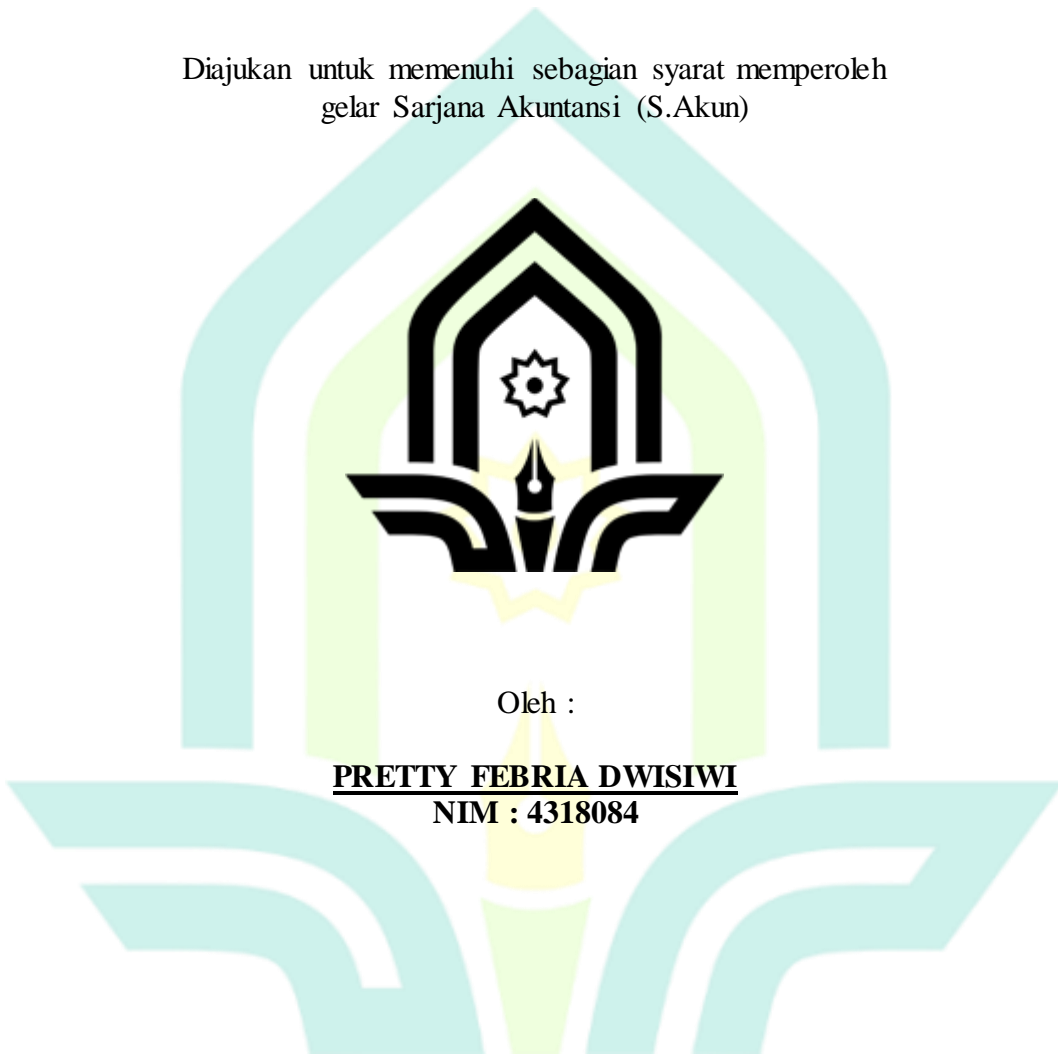 Diajukan untuk memenuhi sebagian syarat memperoleh
gelar Sarjana Akuntansi (S.Akun)
Oleh :
PRETTY FEBRIA DWISIWI
NIM : 4318084